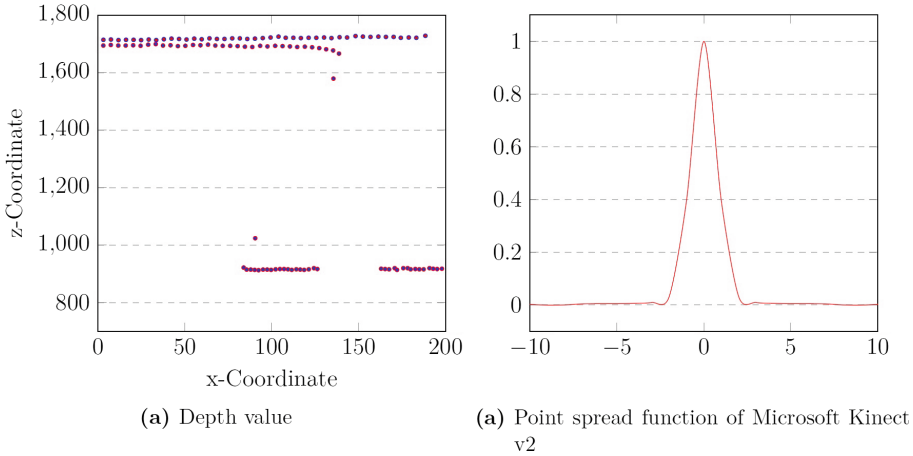 1,800
1,600
1,400
1,200
1,000
800
z-Coordinate
0 50 100 150 200
x-Coordinate
(a) Depth value
1
0.8
0.6
0.4
0.2
0
−10 −5 0 5 10
(a) Point spread function of Microsoft Kinect
v2